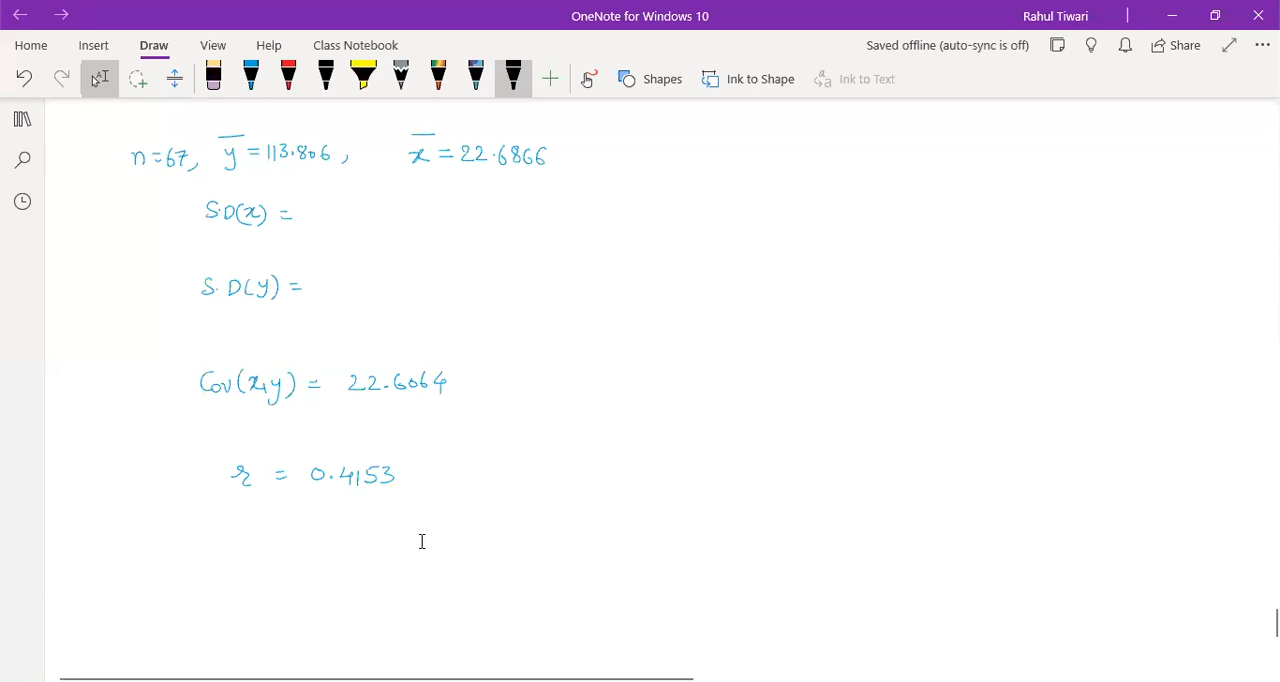 OneNote for Windows 10
Rahul Tiwari
Home Insert Draw View Help Class Notebook
Saved offline (auto-sync is off) Share
Shapes Ink to Shape Ink to Text
n=67, y̅ = 113.806, x̅ = 22.6866
S.D(x) =
S.D(y) =
Cov(x,y) = 22.6064
r = 0.4153